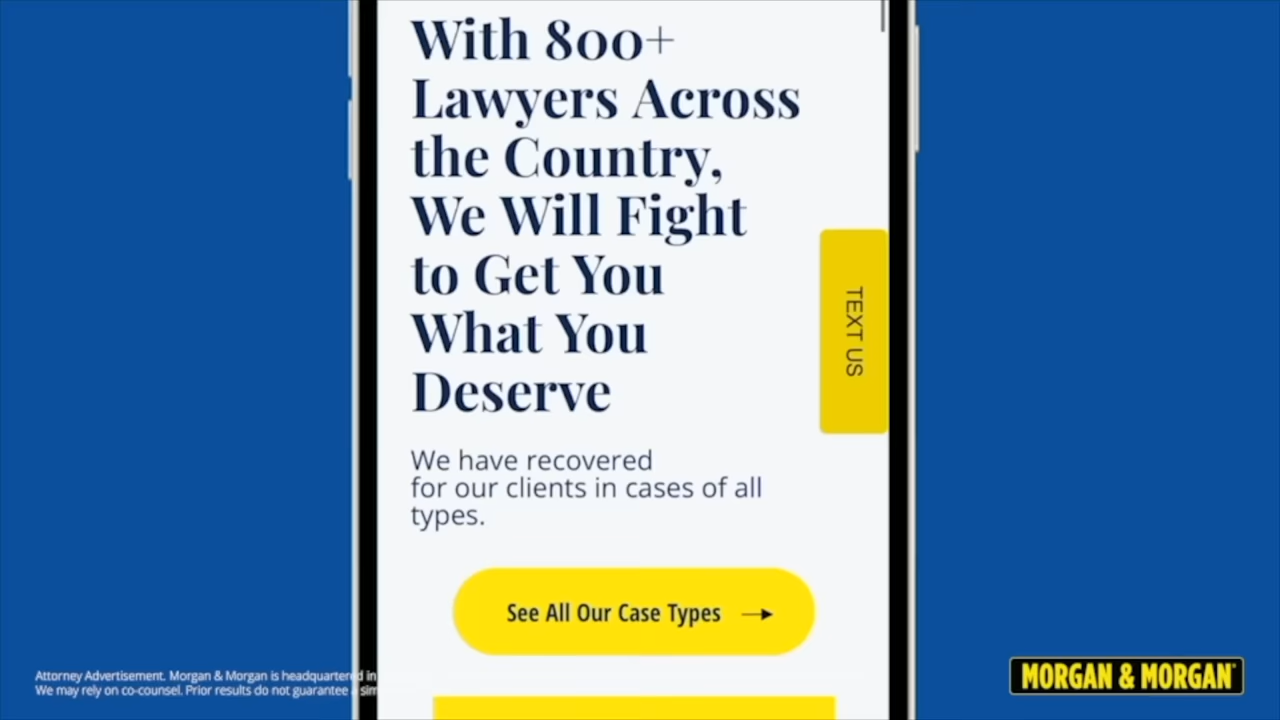 With 800+
Lawyers Across
the Country,
We Will Fight
to Get You
What You
Deserve
TEXT US
We have recovered
for our clients in cases of all
types.
See All Our Case Types
Attorney Advertisement. Morgan & Morgan is headquartered in
We may rely on co-counsel. Prior results do not guarantee a sim
MORGAN & MORGAN